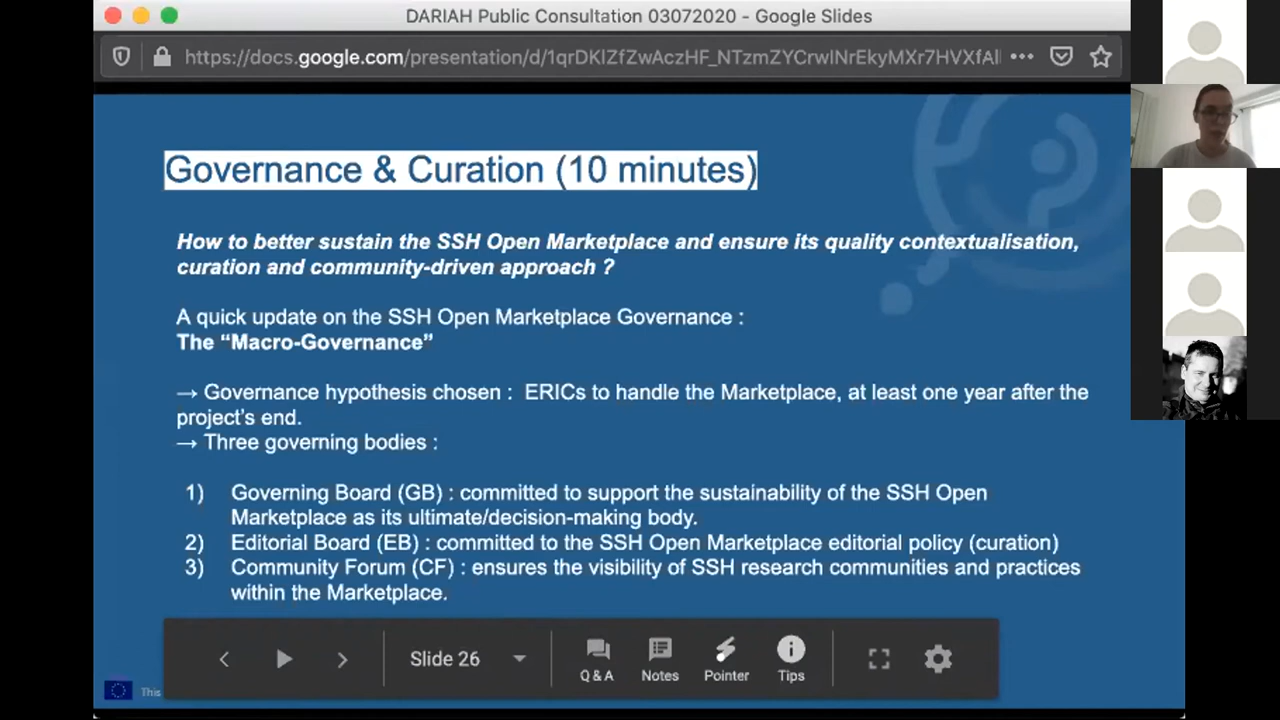 DARIAH Public Consultation 03072020 - Google Slides
https://docs.google.com/presentation/d/1qrDKlZfZwAczHF_NTzmZYCrwINrEkyMXr7HVXfAl
Governance & Curation (10 minutes)
How to better sustain the SSH Open Marketplace and ensure its quality contextualisation,
curation and community-driven approach ?
A quick update on the SSH Open Marketplace Governance :
The “Macro-Governance”
→ Governance hypothesis chosen : ERICs to handle the Marketplace, at least one year after the
project’s end.
→ Three governing bodies :
1) Governing Board (GB) : committed to support the sustainability of the SSH Open
Marketplace as its ultimate/decision-making body.
2) Editorial Board (EB) : committed to the SSH Open Marketplace editorial policy (curation)
3) Community Forum (CF) : ensures the visibility of SSH research communities and practices
within the Marketplace.
Slide 26
Q & A Notes Pointer Tips
This